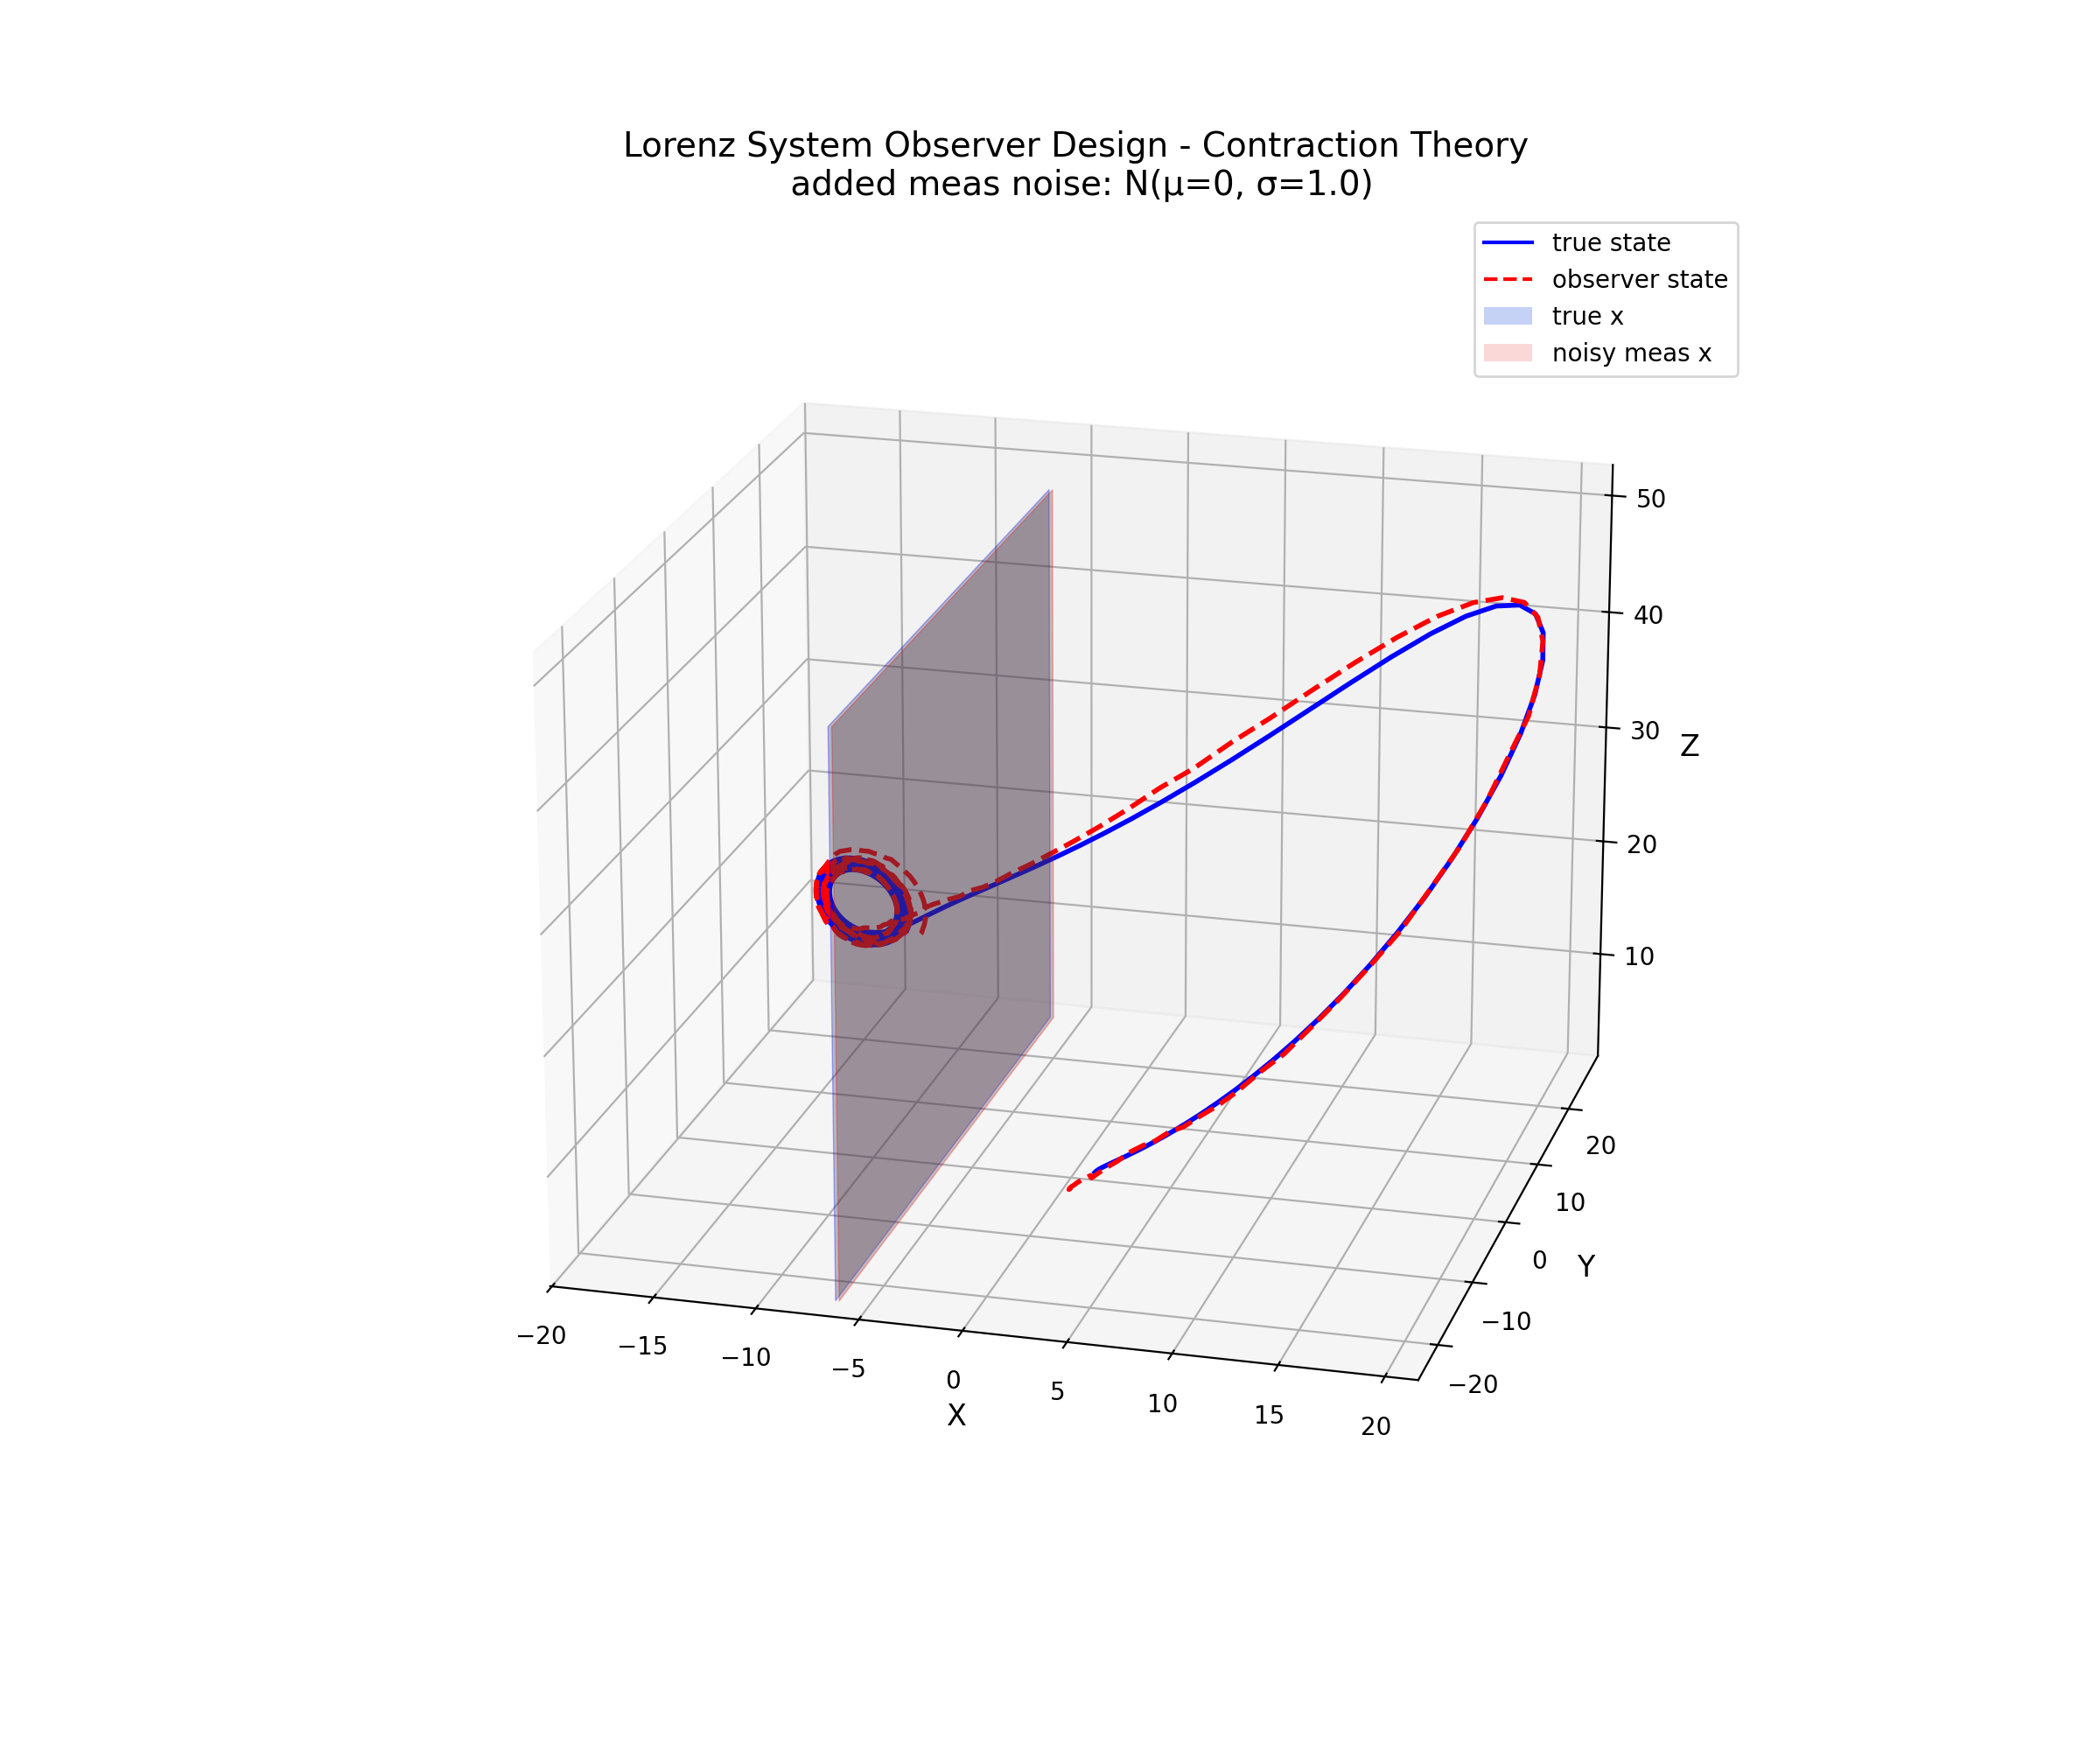 Lorenz System Observer Design - Contraction Theory
added meas noise: N(μ=0, σ=1.0)
true state
observer state
true x
noisy meas x
50
40
30
Z
20
10
20
10
0
Y
−10
−20
−20
−15
−10
−5
0
5
10
15
20
X